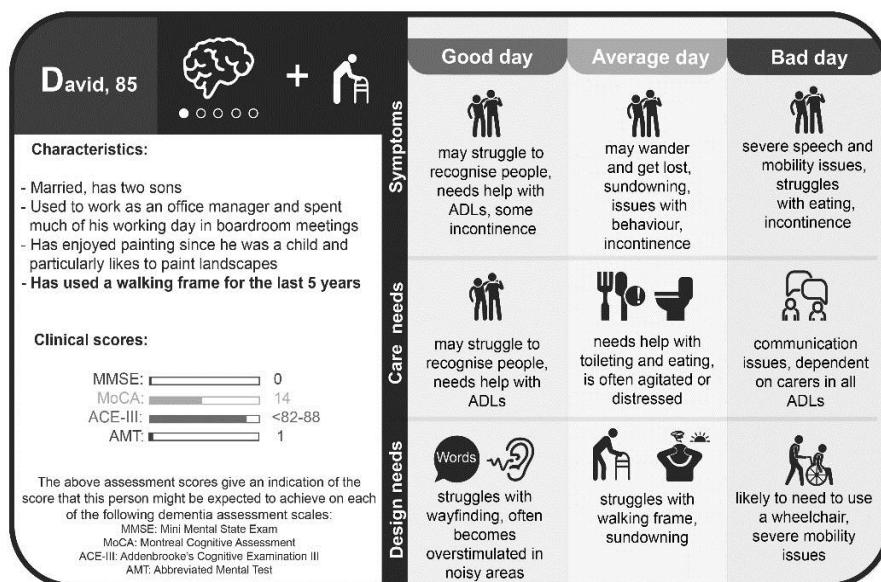 David, 85
Characteristics:
- Married, has two sons
- Used to work as an office manager and spent
much of his working day in boardroom meetings
- Has enjoyed painting since he was a child and
particularly likes to paint landscapes
- Has used a walking frame for the last 5 years
Clinical scores:
MMSE: 0
MoCA: 14
ACE-III: <82-88
AMT: 1
The above assessment scores give an indication of the
score that this person might be expected to achieve on each
of the following dementia assessment scales:
MMSE: Mini Mental State Exam
MoCA: Montreal Cognitive Assessment
ACE-III: Addenbrooke's Cognitive Examination III
AMT: Abbreviated Mental Test
Good day
Average day
Bad day
Symptoms
may struggle to
recognise people,
needs help with
ADLs, some
incontinence
may wander
and get lost,
sundowning,
issues with
behaviour,
incontinence
severe speech and
mobility issues,
struggles
with eating,
incontinence
Care needs
may struggle to
recognise people,
needs help with
ADLs
needs help with
toileting and eating,
is often agitated or
distressed
communication
issues, dependent
on carers in all
ADLs
Design needs
Words
struggles with
wayfinding, often
becomes
overstimulated in
noisy areas
struggles with
walking frame,
sundowning
likely to need to use
a wheelchair,
severe mobility
issues